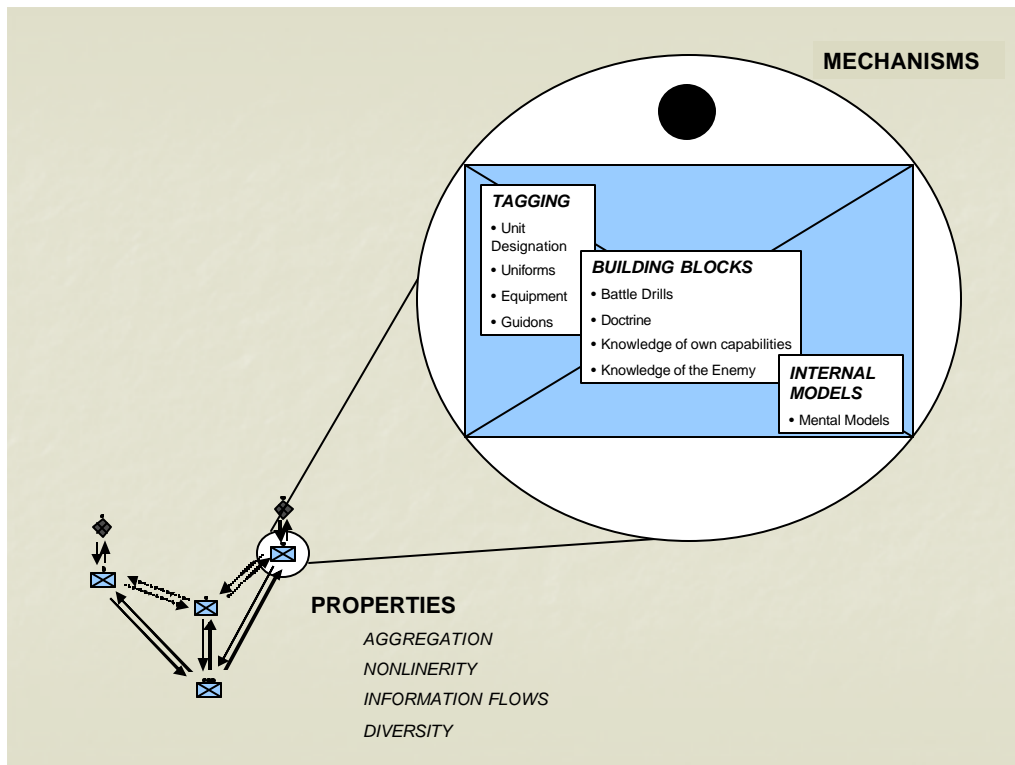 MECHANISMS
TAGGING
• Unit
Designation
• Uniforms
• Equipment
• Guidons
BUILDING BLOCKS
• Battle Drills
• Doctrine
• Knowledge of own capabilities
• Knowledge of the Enemy
INTERNAL
MODELS
• Mental Models
PROPERTIES
AGGREGATION
NONLINERITY
INFORMATION FLOWS
DIVERSITY